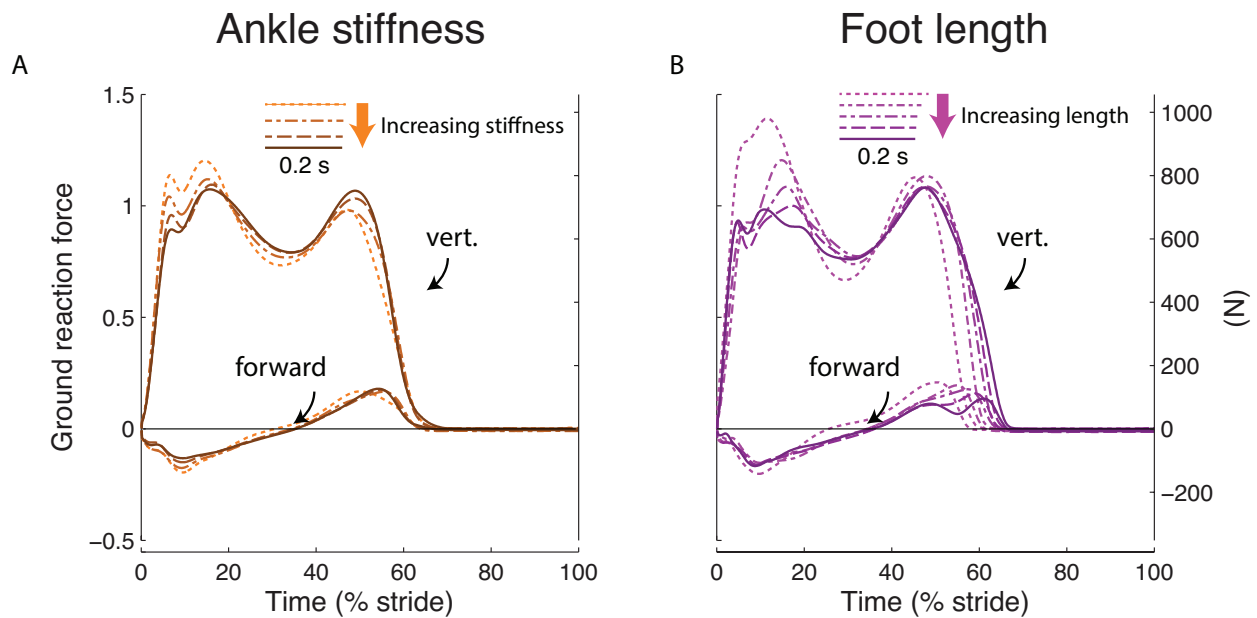 Ankle stiffness
Foot length
A
B
1.5
1
0.5
0
−0.5
Ground reaction force
Increasing stiffness
0.2 s
vert.
forward
0 20 40 60 80 100
Time (% stride)
Increasing length
0.2 s
vert.
forward
1000
800
600
400
200
0
−200
(N)
0 20 40 60 80 100
Time (% stride)